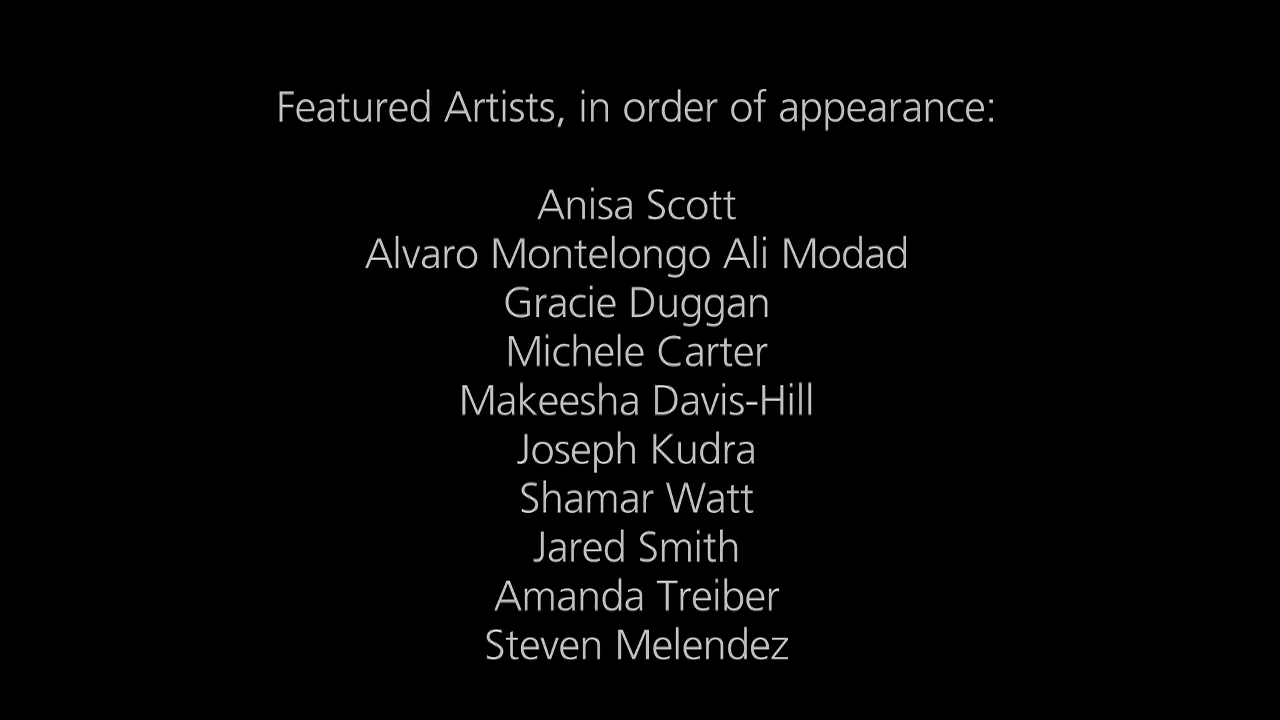 Featured Artists, in order of appearance:
Anisa Scott
Alvaro Montelongo Ali Modad
Gracie Duggan
Michele Carter
Makeesha Davis-Hill
Joseph Kudra
Shamar Watt
Jared Smith
Amanda Treiber
Steven Melendez